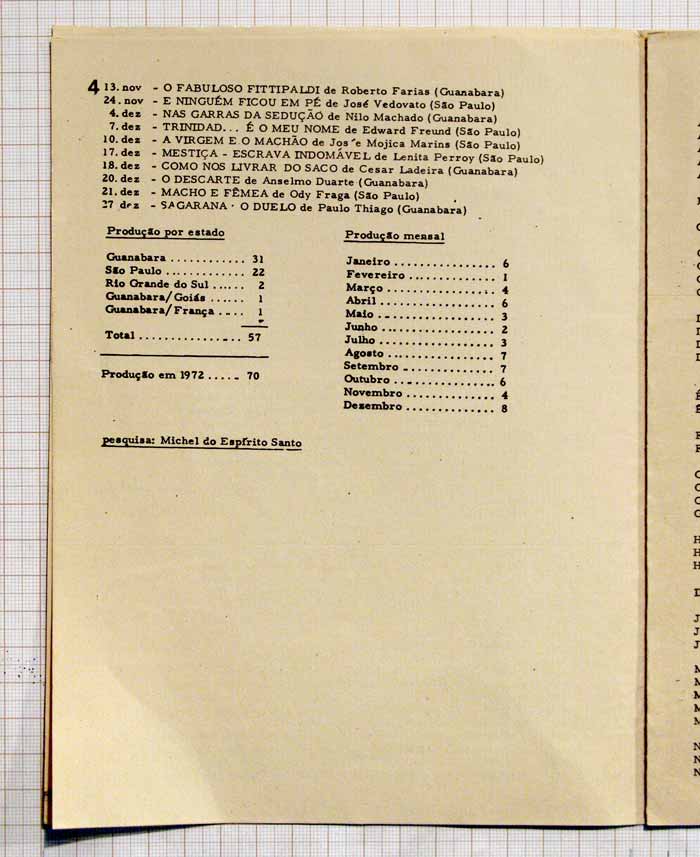 4 13. nov - O FABULOSO FITTIPALDI de Roberto Farias (Guanabara)
24. nov - E NINGUÉM FICOU EM PÉ de José Vedovato (São Paulo)
4. dez - NAS GARRAS DA SEDUÇÃO de Nilo Machado (Guanabara)
7. dez - TRINIDAD... É O MEU NOME de Edward Freund (São Paulo)
10. dez - A VIRGEM E O MACHÃO de José Mojica Marins (São Paulo)
17. dez - MESTIÇA - ESCRAVA INDOMÁVEL de Lenita Perroy (São Paulo)
18. dez - COMO NOS LIVRAR DO SACO de Cesar Ladeira (Guanabara)
20. dez - O DESCARTE de Anselmo Duarte (Guanabara)
21. dez - MACHO E FÊMEA de Ody Fraga (São Paulo)
27 dez - SAGARANA · O DUELO de Paulo Thiago (Guanabara)
Produção por estado
Guanabara ............ 31
São Paulo ............ 22
Rio Grande do Sul ...... 2
Guanabara/Goiás ...... 1
Guanabara/França .... 1
Total ................ 57
Produção em 1972 ..... 70
Produção mensal
Janeiro ................ 6
Fevereiro ............. 1
Março ................. 4
Abril .................. 6
Maio .................. 3
Junho ................. 2
Julho .................. 3
Agosto ................ 7
Setembro .............. 7
Outubro ............... 6
Novembro ............. 4
Dezembro ............. 8
pesquisa: Michel do Espírito Santo